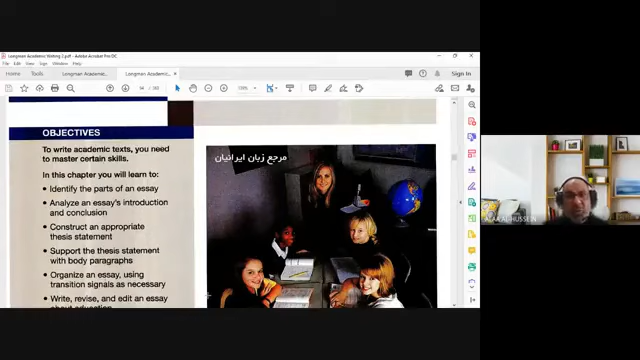 Longman Academic Writing 2.pdf - Adobe Acrobat Pro DC
File Edit View Sign Window Help
Home Tools Longman Academic... Longman Academic... × Sign In
OBJECTIVES
To write academic texts, you need
to master certain skills.
In this chapter you will learn to:
• Identify the parts of an essay
• Analyze an essay's introduction
and conclusion
• Construct an appropriate
thesis statement
• Support the thesis statement
with body paragraphs
• Organize an essay, using
transition signals as necessary
• Write, revise, and edit an essay
about education
مرجع زبان ایرانیان